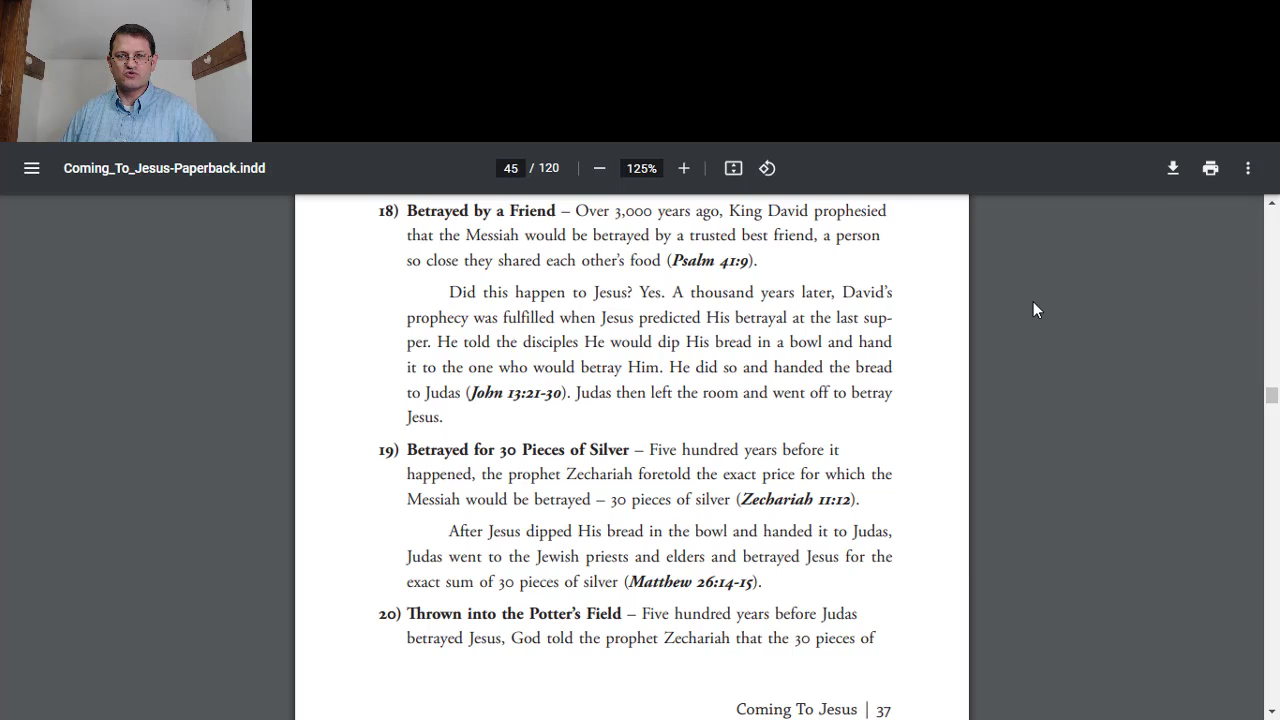 Coming_To_Jesus-Paperback.indd
45 / 120
125%
18) Betrayed by a Friend – Over 3,000 years ago, King David prophesied
that the Messiah would be betrayed by a trusted best friend, a person
so close they shared each other's food (Psalm 41:9).
Did this happen to Jesus? Yes. A thousand years later, David's
prophecy was fulfilled when Jesus predicted His betrayal at the last sup-
per. He told the disciples He would dip His bread in a bowl and hand
it to the one who would betray Him. He did so and handed the bread
to Judas (John 13:21-30). Judas then left the room and went off to betray
Jesus.
19) Betrayed for 30 Pieces of Silver – Five hundred years before it
happened, the prophet Zechariah foretold the exact price for which the
Messiah would be betrayed – 30 pieces of silver (Zechariah 11:12).
After Jesus dipped His bread in the bowl and handed it to Judas,
Judas went to the Jewish priests and elders and betrayed Jesus for the
exact sum of 30 pieces of silver (Matthew 26:14-15).
20) Thrown into the Potter's Field – Five hundred years before Judas
betrayed Jesus, God told the prophet Zechariah that the 30 pieces of
Coming To Jesus | 37